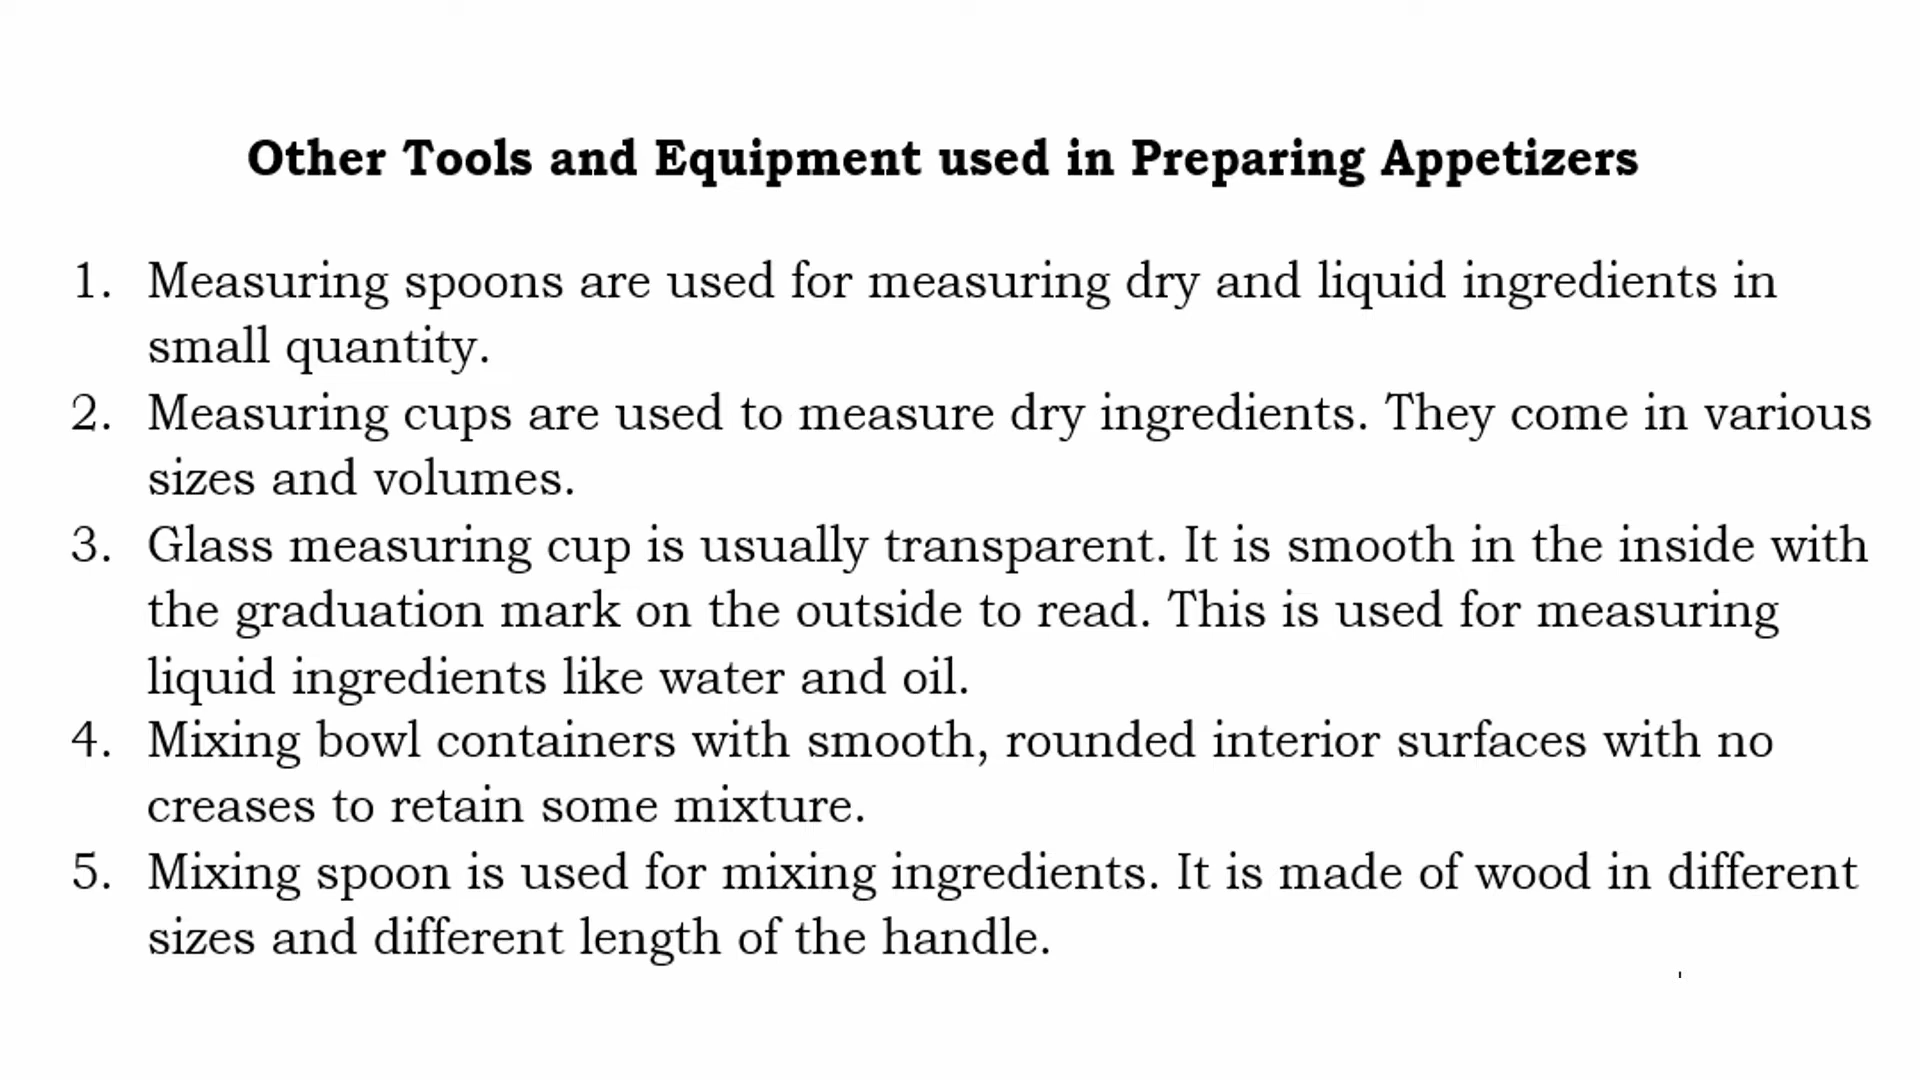 Other Tools and Equipment used in Preparing Appetizers
1. Measuring spoons are used for measuring dry and liquid ingredients in
small quantity.
2. Measuring cups are used to measure dry ingredients. They come in various
sizes and volumes.
3. Glass measuring cup is usually transparent. It is smooth in the inside with
the graduation mark on the outside to read. This is used for measuring
liquid ingredients like water and oil.
4. Mixing bowl containers with smooth, rounded interior surfaces with no
creases to retain some mixture.
5. Mixing spoon is used for mixing ingredients. It is made of wood in different
sizes and different length of the handle.